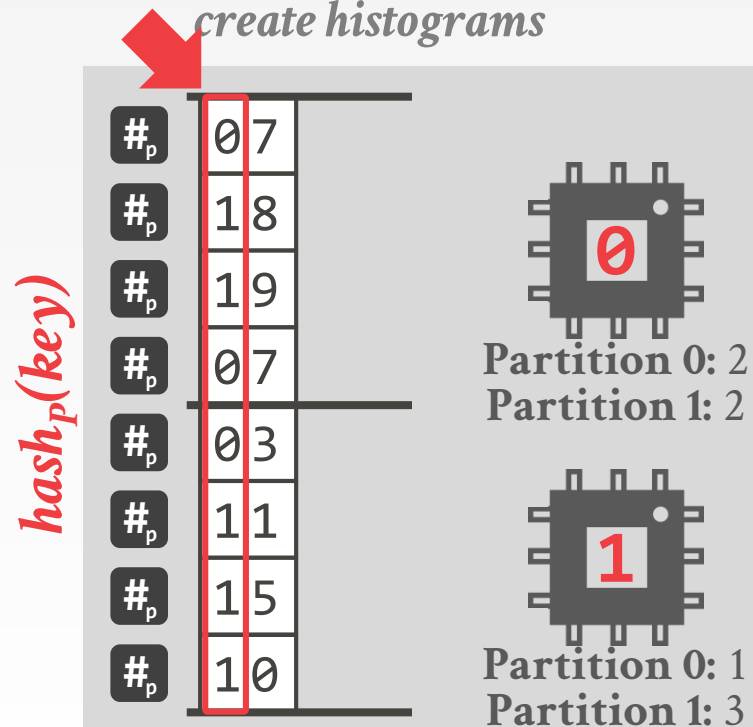 create histograms
hashp(key)
#p 07
#p 18
#p 19
#p 07
#p 03
#p 11
#p 15
#p 10
0
Partition 0: 2
Partition 1: 2
1
Partition 0: 1
Partition 1: 3